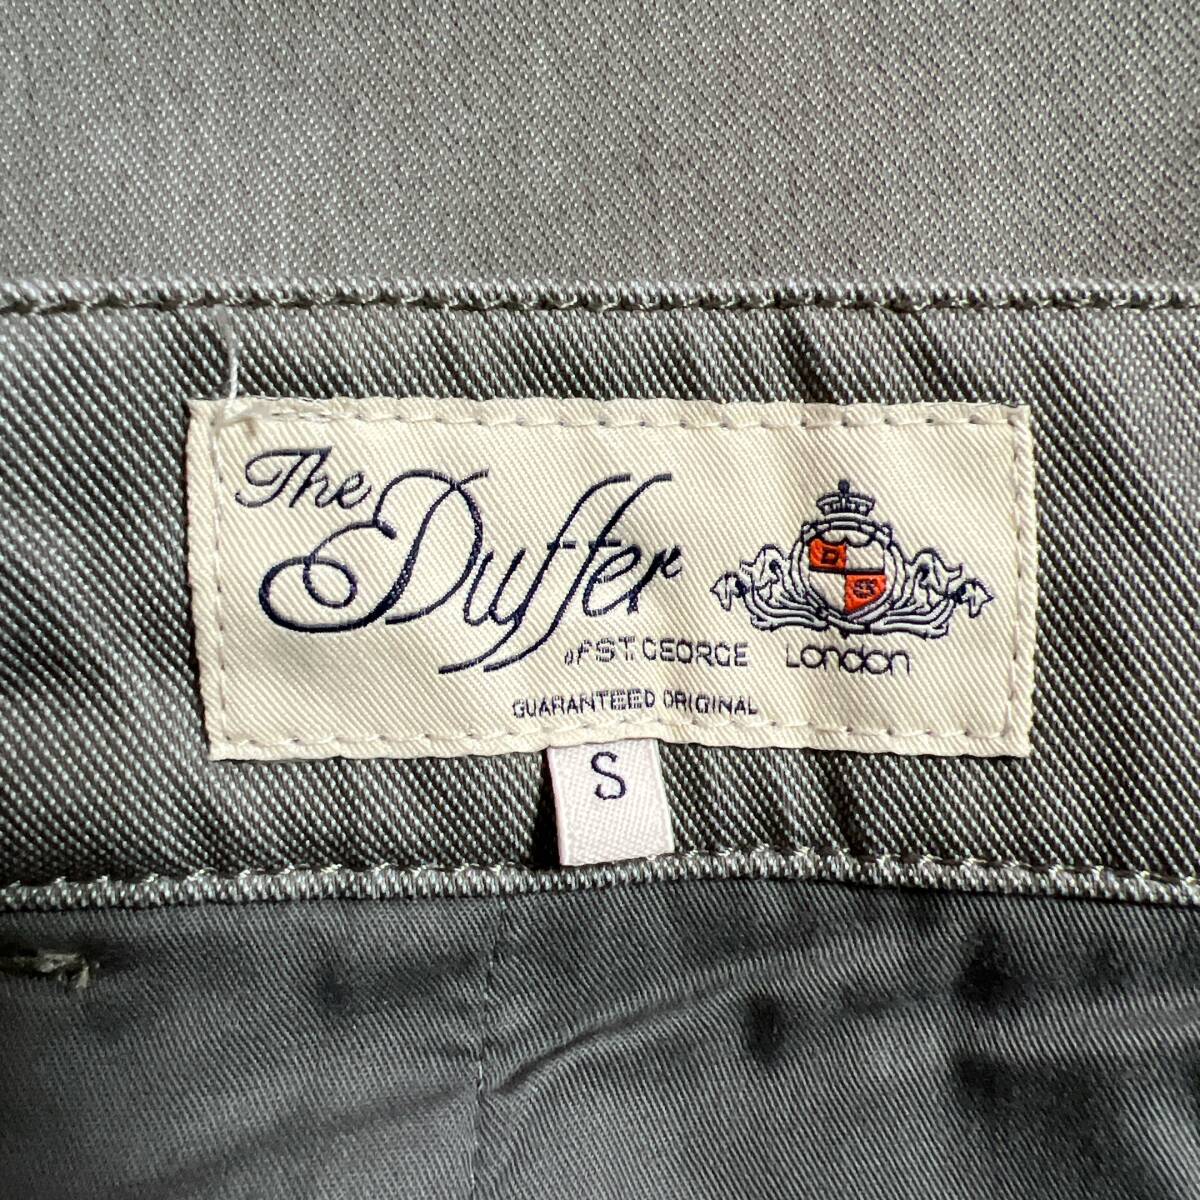 The
Duffer
of ST. GEORGE
London
GUARANTEED ORIGINAL
S